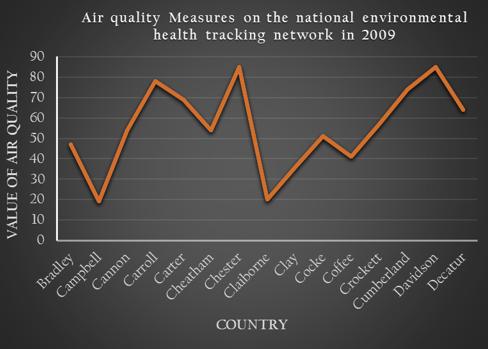 Air quality Measures on the national environmental
health tracking network in 2009
VALUE OF AIR QUALITY
90
80
70
60
50
40
30
20
10
0
Bradley
Campbell
Cannon
Carroll
Carter
Cheatham
Chester
Claiborne
Clay
Cocke
Coffee
Crockett
Cumberland
Davidson
Decatur
COUNTRY